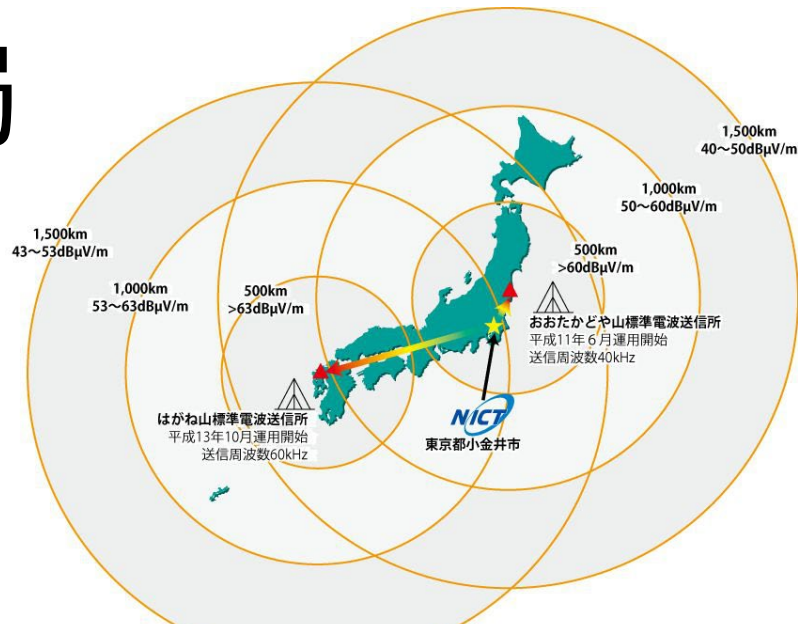 1,500km
40～50dBμV/m
1,000km
50～60dBμV/m
500km
>60dBμV/m
1,500km
43～53dBμV/m
1,000km
53～63dBμV/m
500km
>63dBμV/m
おおたかどや山標準電波送信所
平成11年６月運用開始
送信周波数40kHz
はがね山標準電波送信所
平成13年10月運用開始
送信周波数60kHz
NICT
東京都小金井市